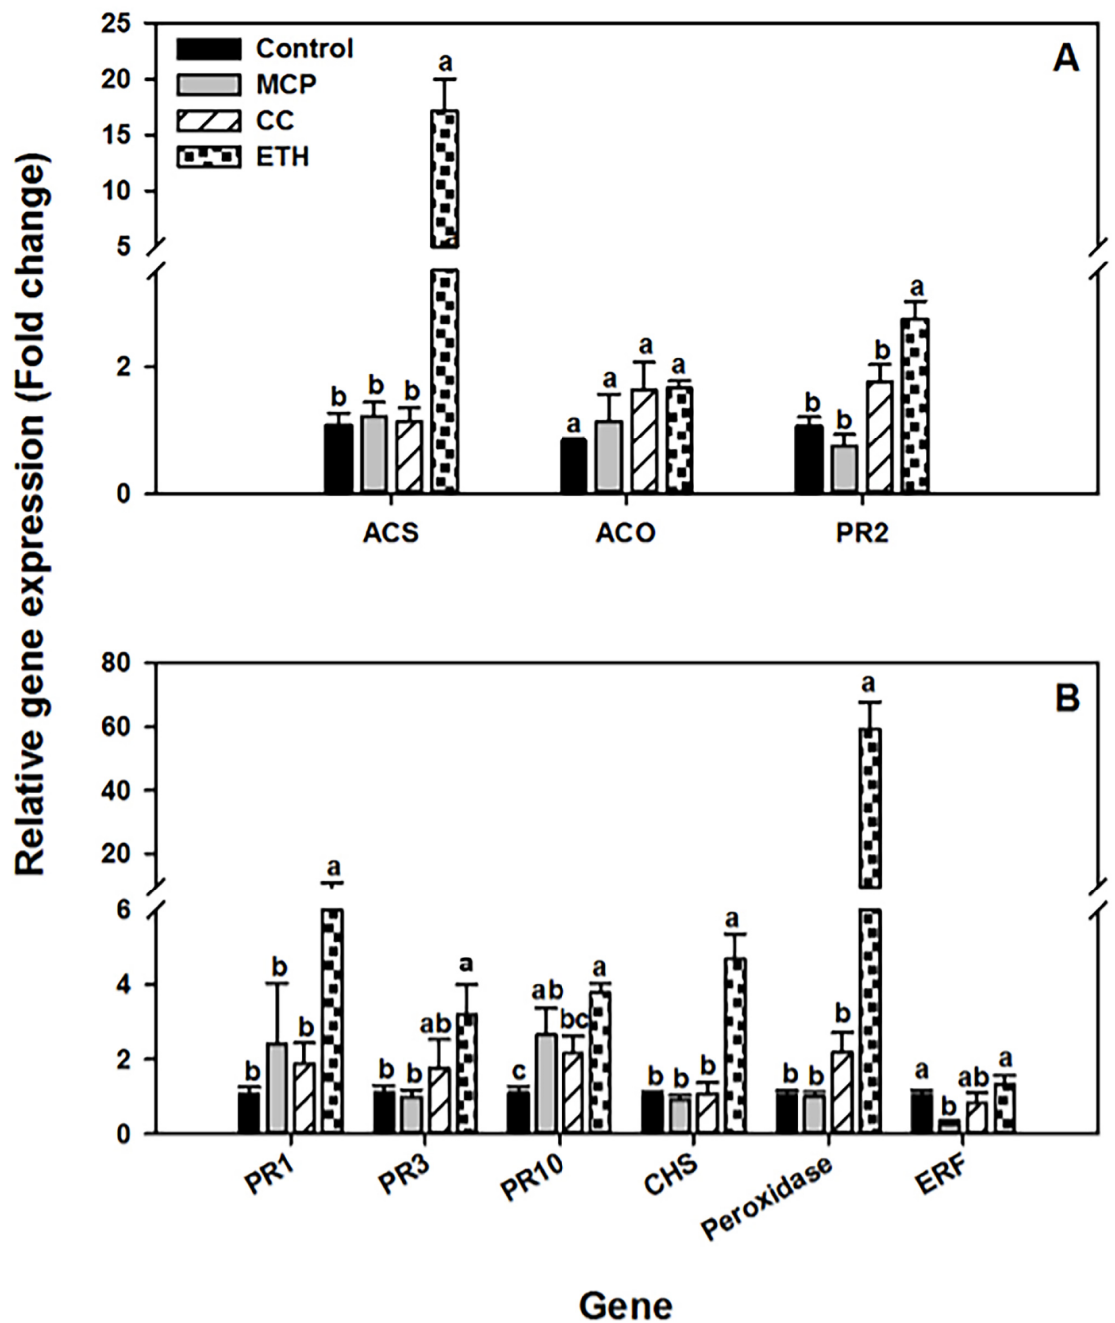 Relative gene expression (Fold change)
25
20
15
10
5
2
0
Control
MCP
CC
ETH
A
b b b a
a a a a
b b b a
ACS ACO PR2
80
60
40
20
6
4
2
0
B
b b b a
b b ab a
c ab bc a
b b b a
b b b a
a b ab a
PR1 PR3 PR10 CHS Peroxidase ERF
Gene